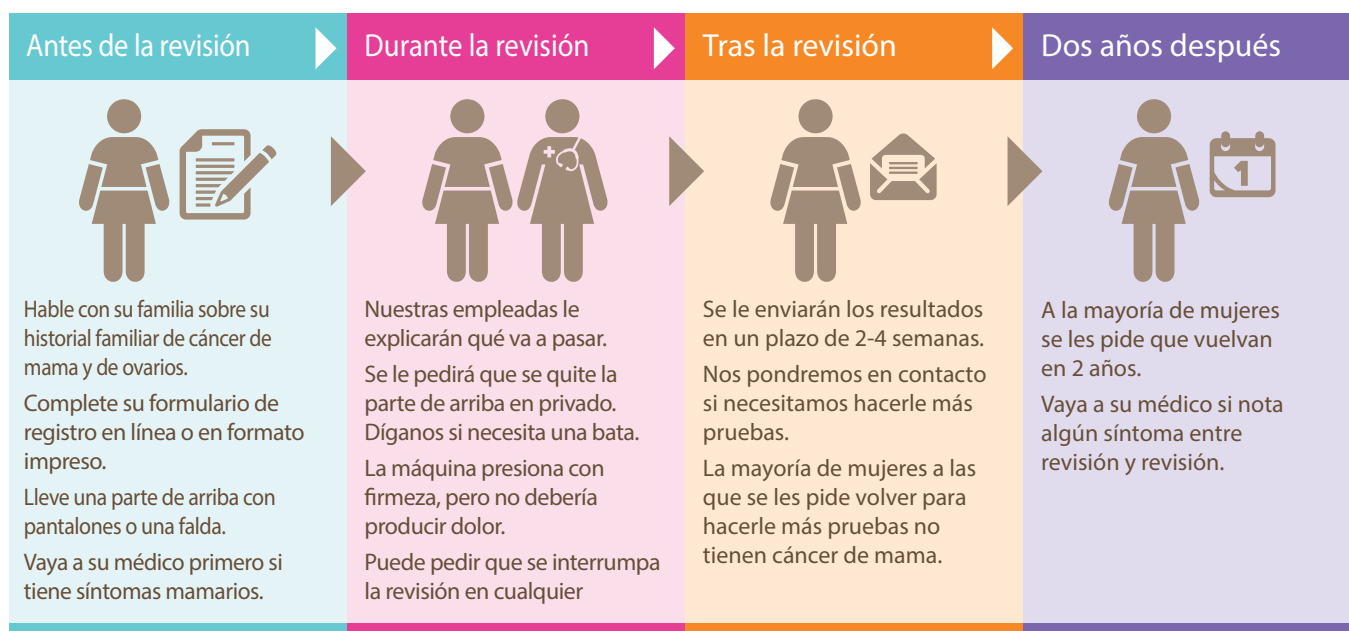 Antes de la revisión
Hable con su familia sobre su
historial familiar de cáncer de
mama y de ovarios.
Complete su formulario de
registro en línea o en formato
impreso.
Lleve una parte de arriba con
pantalones o una falda.
Vaya a su médico primero si
tiene síntomas mamarios.
Durante la revisión
Nuestras empleadas le
explicarán qué va a pasar.
Se le pedirá que se quite la
parte de arriba en privado.
Díganos si necesita una bata.
La máquina presiona con
firmeza, pero no debería
producir dolor.
Puede pedir que se interrumpa
la revisión en cualquier
Tras la revisión
Se le enviarán los resultados
en un plazo de 2-4 semanas.
Nos pondremos en contacto
si necesitamos hacerle más
pruebas.
La mayoría de mujeres a las
que se les pide volver para
hacerle más pruebas no
tienen cáncer de mama.
Dos años después
1
A la mayoría de mujeres
se les pide que vuelvan
en 2 años.
Vaya a su médico si nota
algún síntoma entre
revisión y revisión.